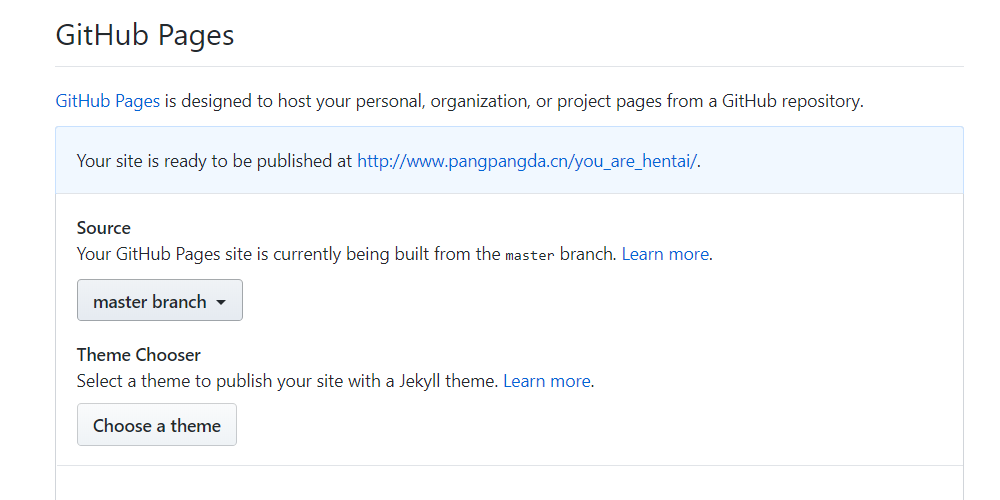 GitHub Pages
GitHub Pages is designed to host your personal, organization, or project pages from a GitHub repository.
Your site is ready to be published at http://www.pangpangda.cn/you_are_hentai/.
Source
Your GitHub Pages site is currently being built from the master branch. Learn more.
master branch
Theme Chooser
Select a theme to publish your site with a Jekyll theme. Learn more.
Choose a theme